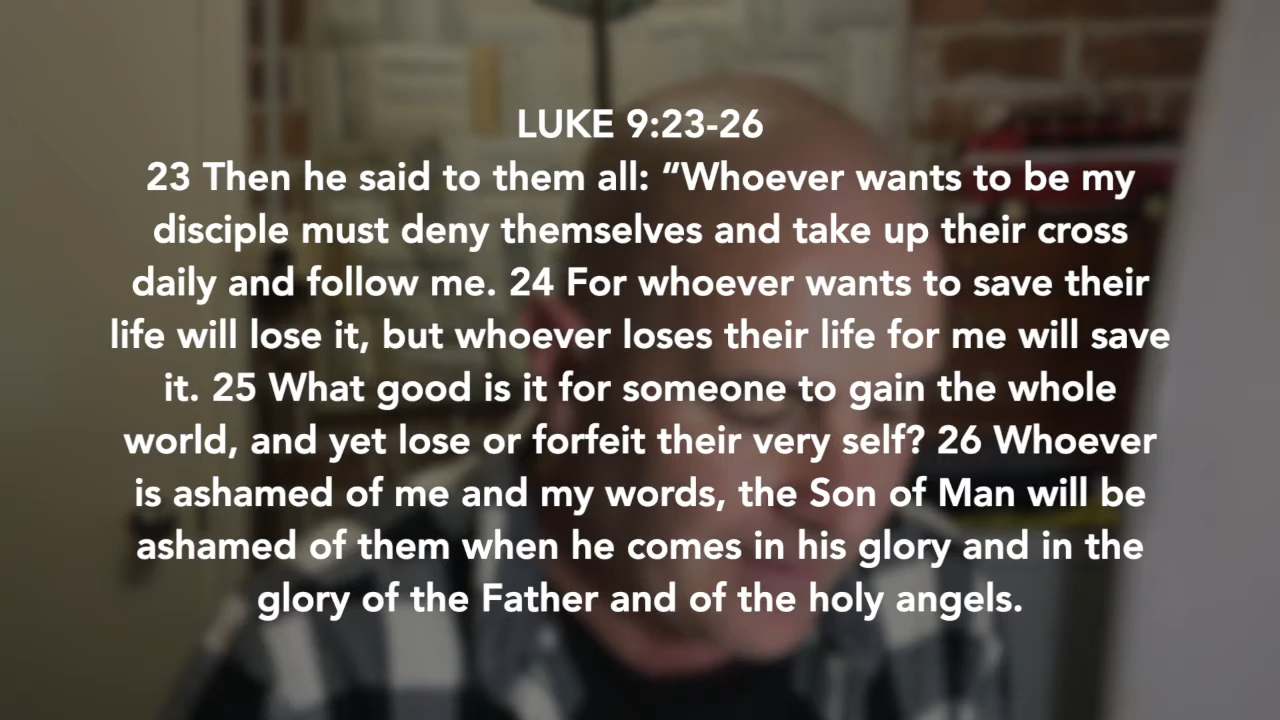 LUKE 9:23-26
23 Then he said to them all: “Whoever wants to be my
disciple must deny themselves and take up their cross
daily and follow me. 24 For whoever wants to save their
life will lose it, but whoever loses their life for me will save
it. 25 What good is it for someone to gain the whole
world, and yet lose or forfeit their very self? 26 Whoever
is ashamed of me and my words, the Son of Man will be
ashamed of them when he comes in his glory and in the
glory of the Father and of the holy angels.